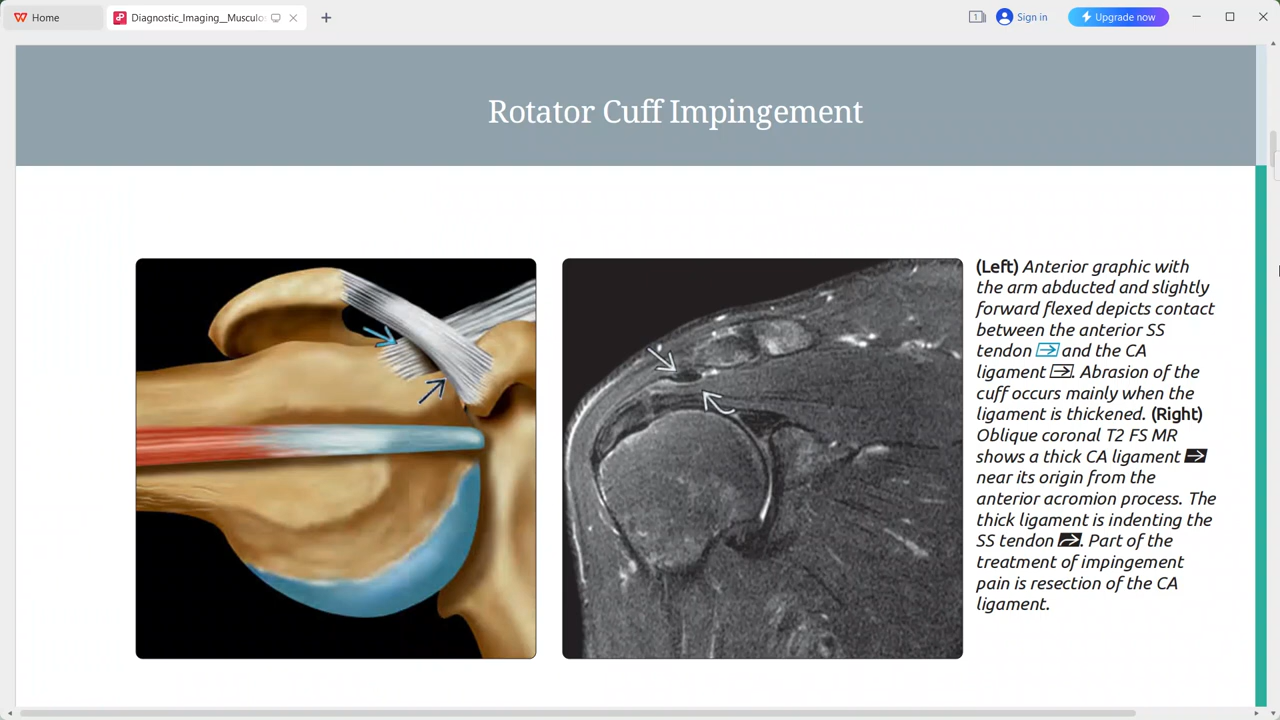 Home
Diagnostic_Imaging__Musculo
1
Sign in
Upgrade now
Rotator Cuff Impingement
(Left) Anterior graphic with
the arm abducted and slightly
forward flexed depicts contact
between the anterior SS
tendon and the CA
ligament . Abrasion of the
cuff occurs mainly when the
ligament is thickened. (Right)
Oblique coronal T2 FS MR
shows a thick CA ligament
near its origin from the
anterior acromion process. The
thick ligament is indenting the
SS tendon . Part of the
treatment of impingement
pain is resection of the CA
ligament.